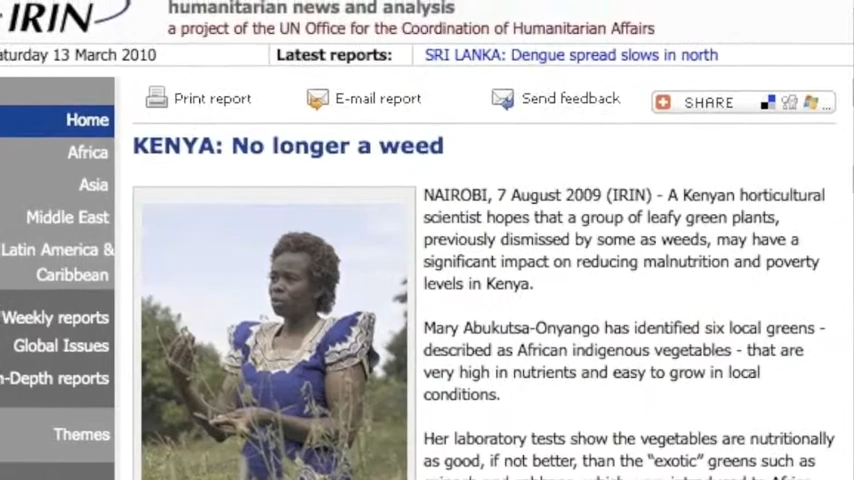 IRIN
humanitarian news and analysis
a project of the UN Office for the Coordination of Humanitarian Affairs
aturday 13 March 2010
Latest reports:
SRI LANKA: Dengue spread slows in north
Print report
E-mail report
Send feedback
SHARE
Home
Africa
Asia
Middle East
Latin America &
Caribbean
Weekly reports
Global Issues
n-Depth reports
Themes
KENYA: No longer a weed
NAIROBI, 7 August 2009 (IRIN) - A Kenyan horticultural
scientist hopes that a group of leafy green plants,
previously dismissed by some as weeds, may have a
significant impact on reducing malnutrition and poverty
levels in Kenya.
Mary Abukutsa-Onyango has identified six local greens -
described as African indigenous vegetables - that are
very high in nutrients and easy to grow in local
conditions.
Her laboratory tests show the vegetables are nutritionally
as good, if not better, than the “exotic” greens such as